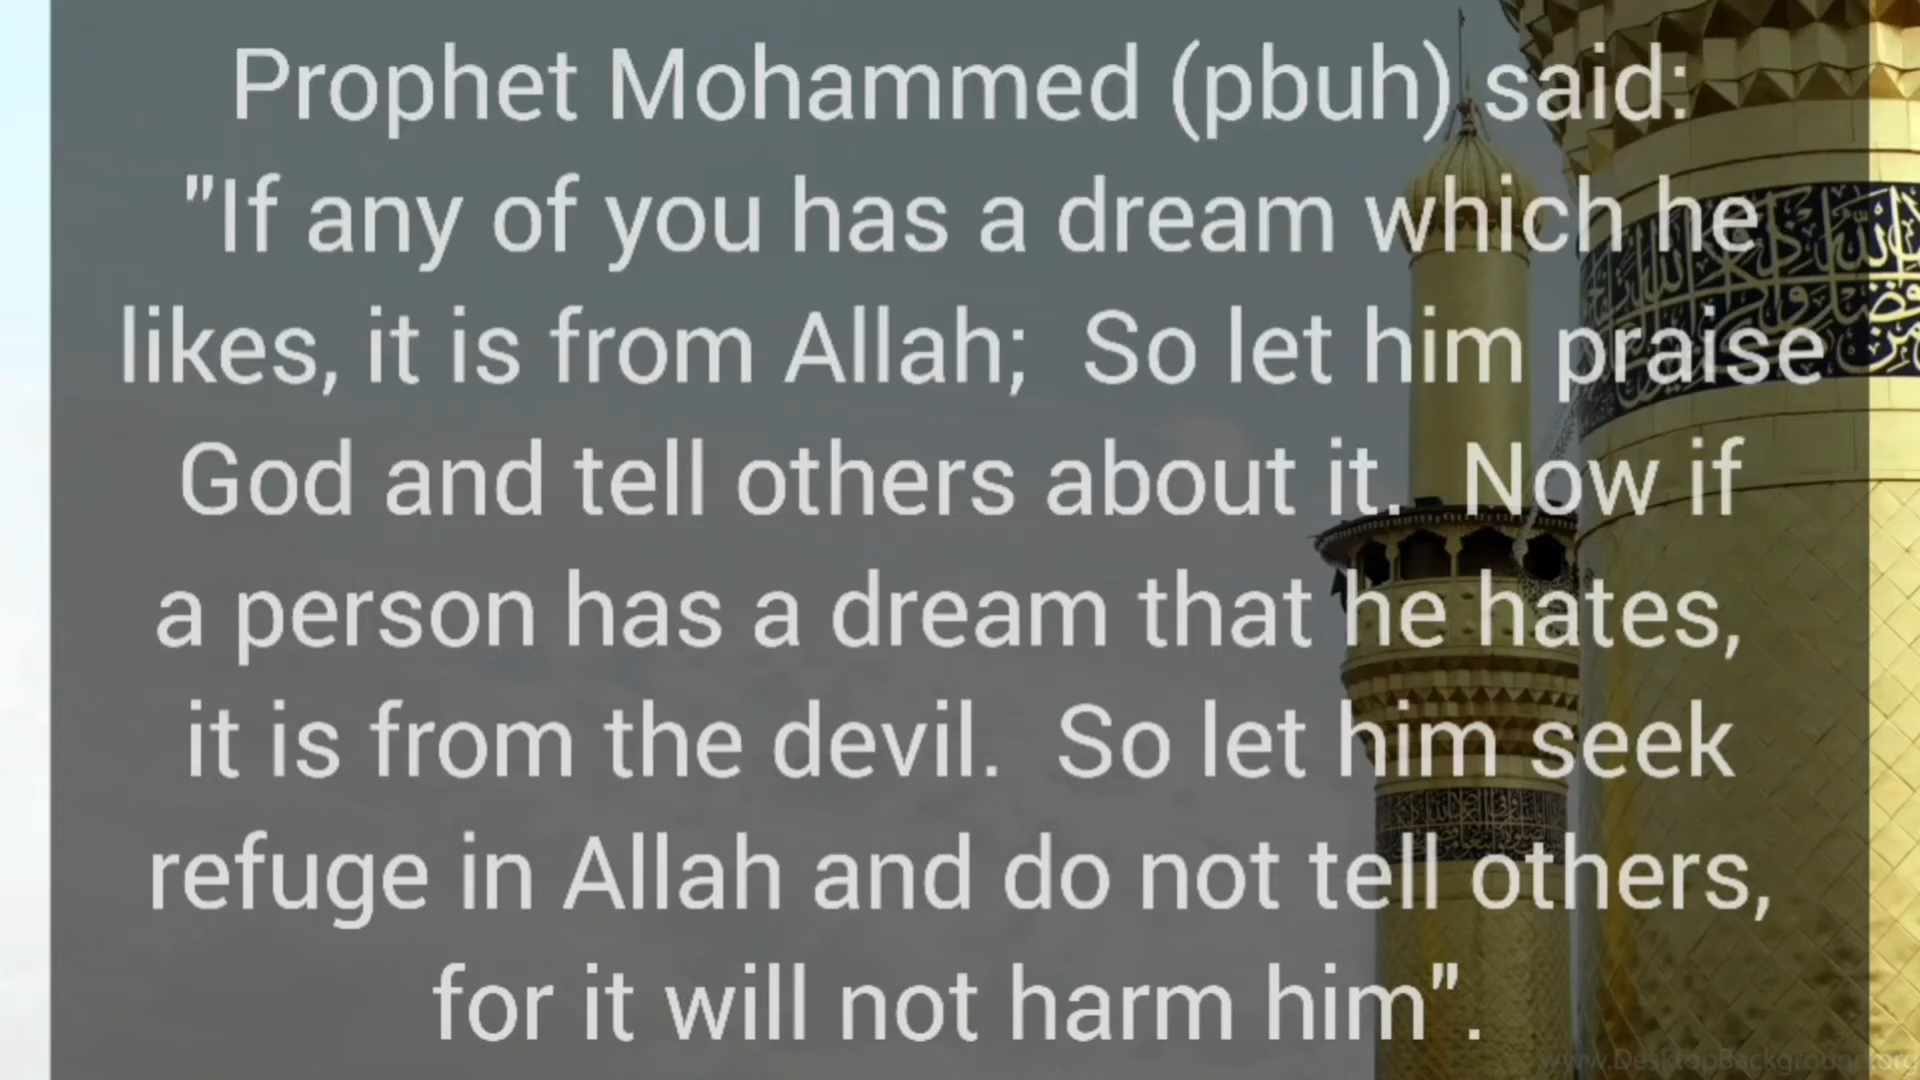 Prophet Mohammed (pbuh) said:
"If any of you has a dream which he
likes, it is from Allah;  So let him praise
God and tell others about it.  Now if
a person has a dream that he hates,
it is from the devil.  So let him seek
refuge in Allah and do not tell others,
for it will not harm him".
www.DesktopBackground.org